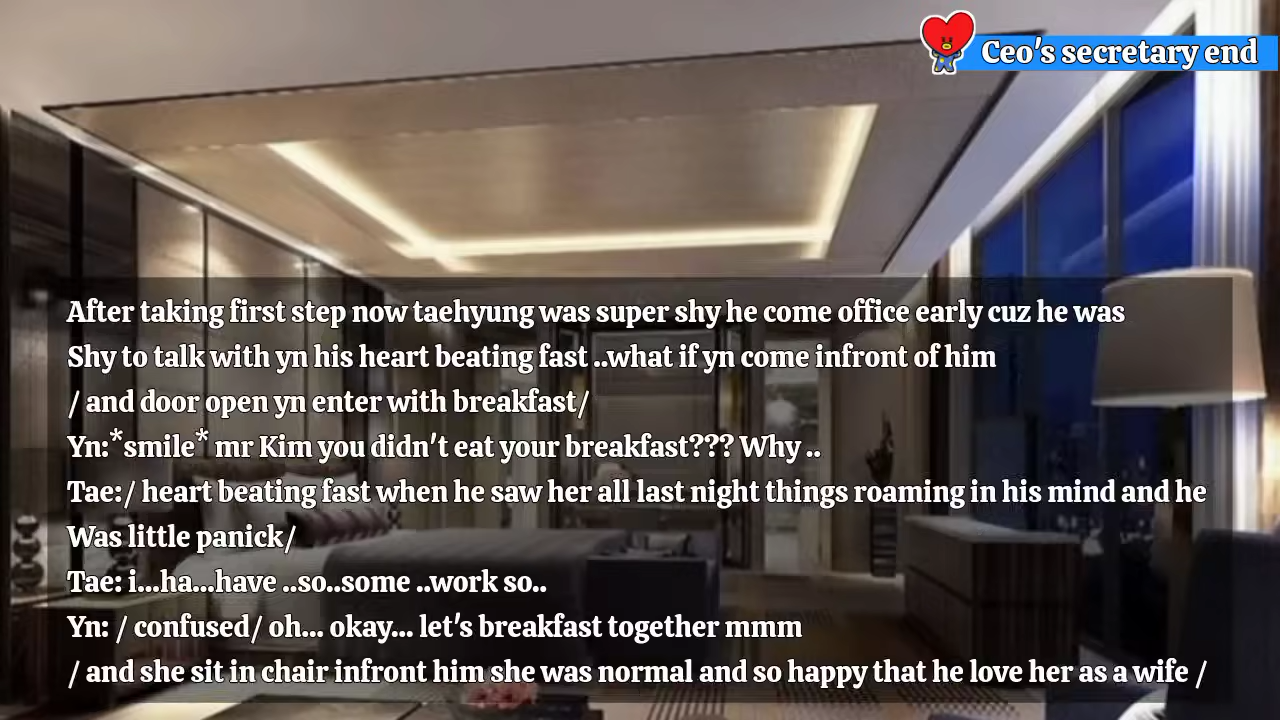 Ceo's secretary end
After taking first step now taehyung was super shy he come office early cuz he was
Shy to talk with yn his heart beating fast ..what if yn come infront of him
/ and door open yn enter with breakfast/
Yn:*smile* mr Kim you didn't eat your breakfast??? Why ..
Tae:/ heart beating fast when he saw her all last night things roaming in his mind and he
Was little panick/
Tae: i...ha...have ..so..some ..work so..
Yn: / confused/ oh... okay... let's breakfast together mmm
/ and she sit in chair infront him she was normal and so happy that he love her as a wife /